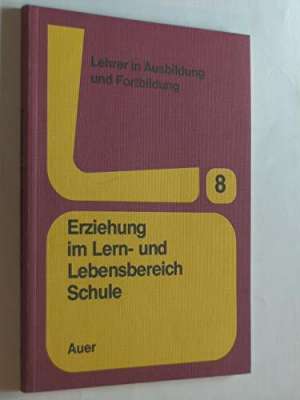 Lehrer in Ausbildung
und Fortbildung
8
Erziehung
im Lern- und
Lebensbereich
Schule
Auer